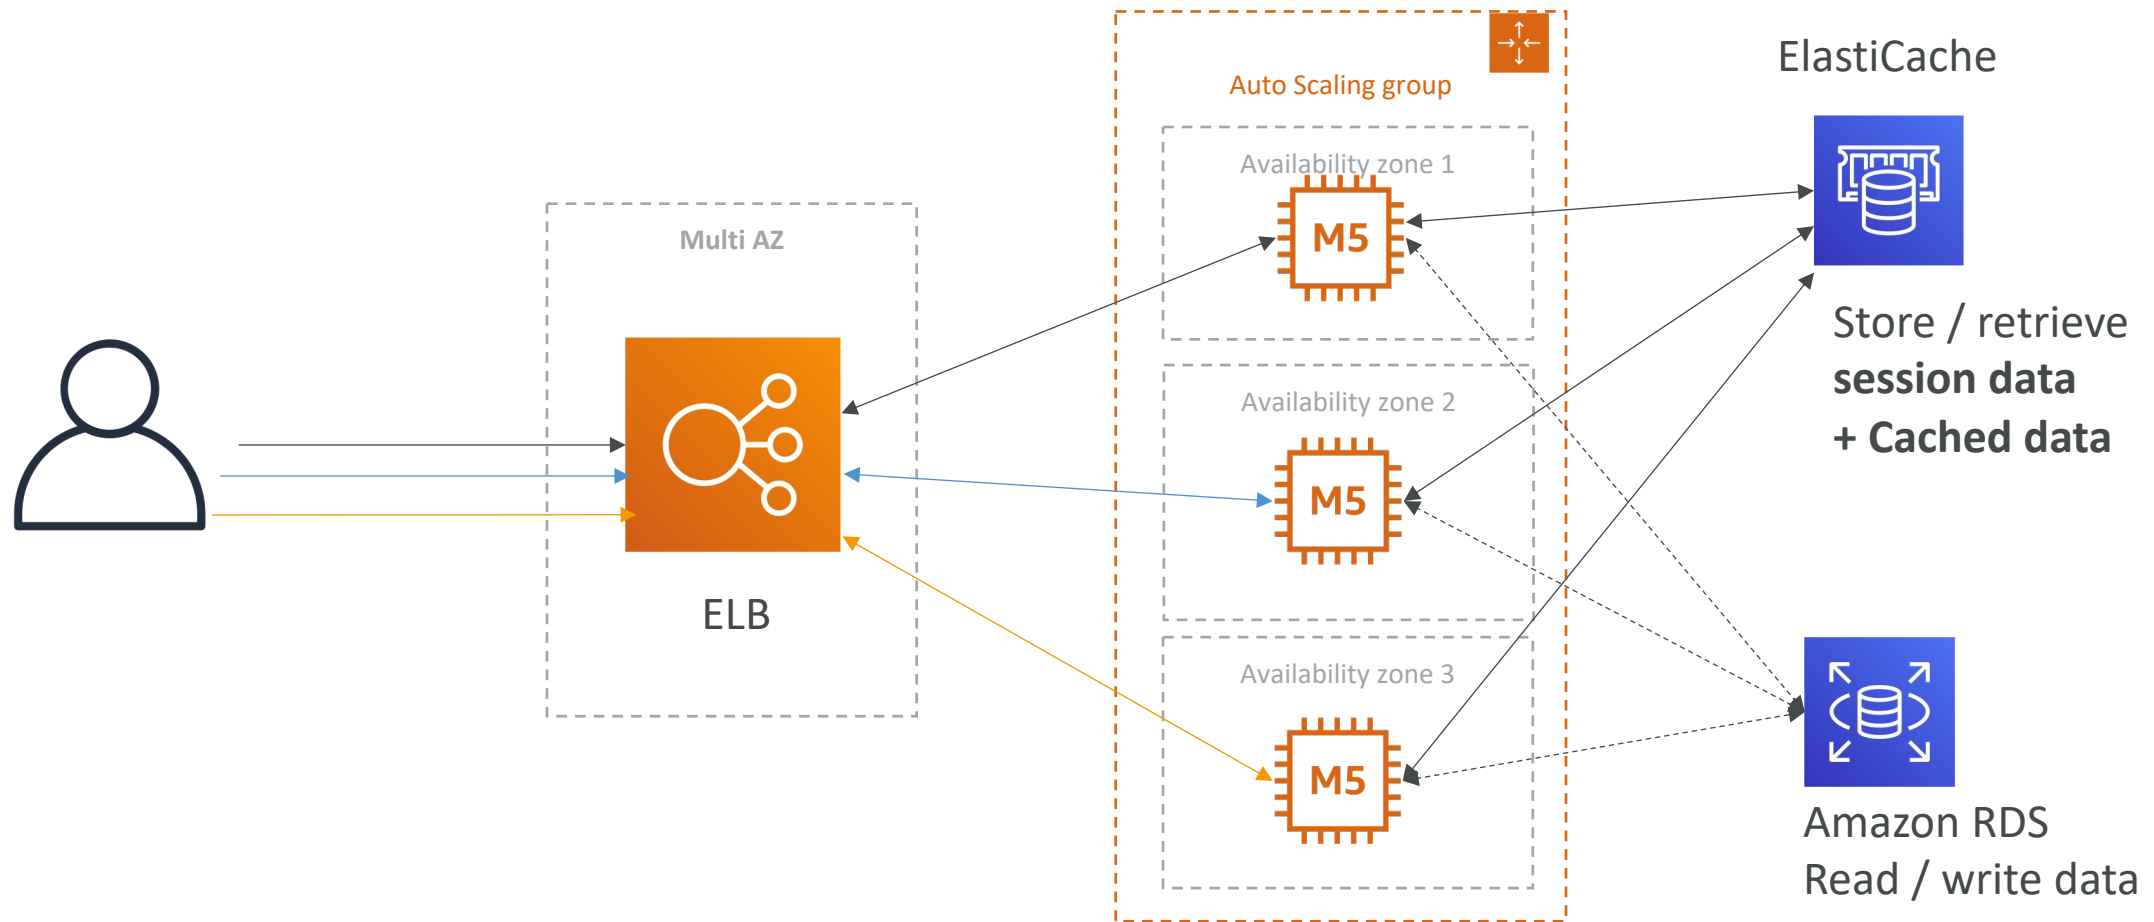 Multi AZ
ELB
Auto Scaling group
Availability zone 1
M5
Availability zone 2
M5
Availability zone 3
M5
ElastiCache
Store / retrieve
session data
+ Cached data
Amazon RDS
Read / write data